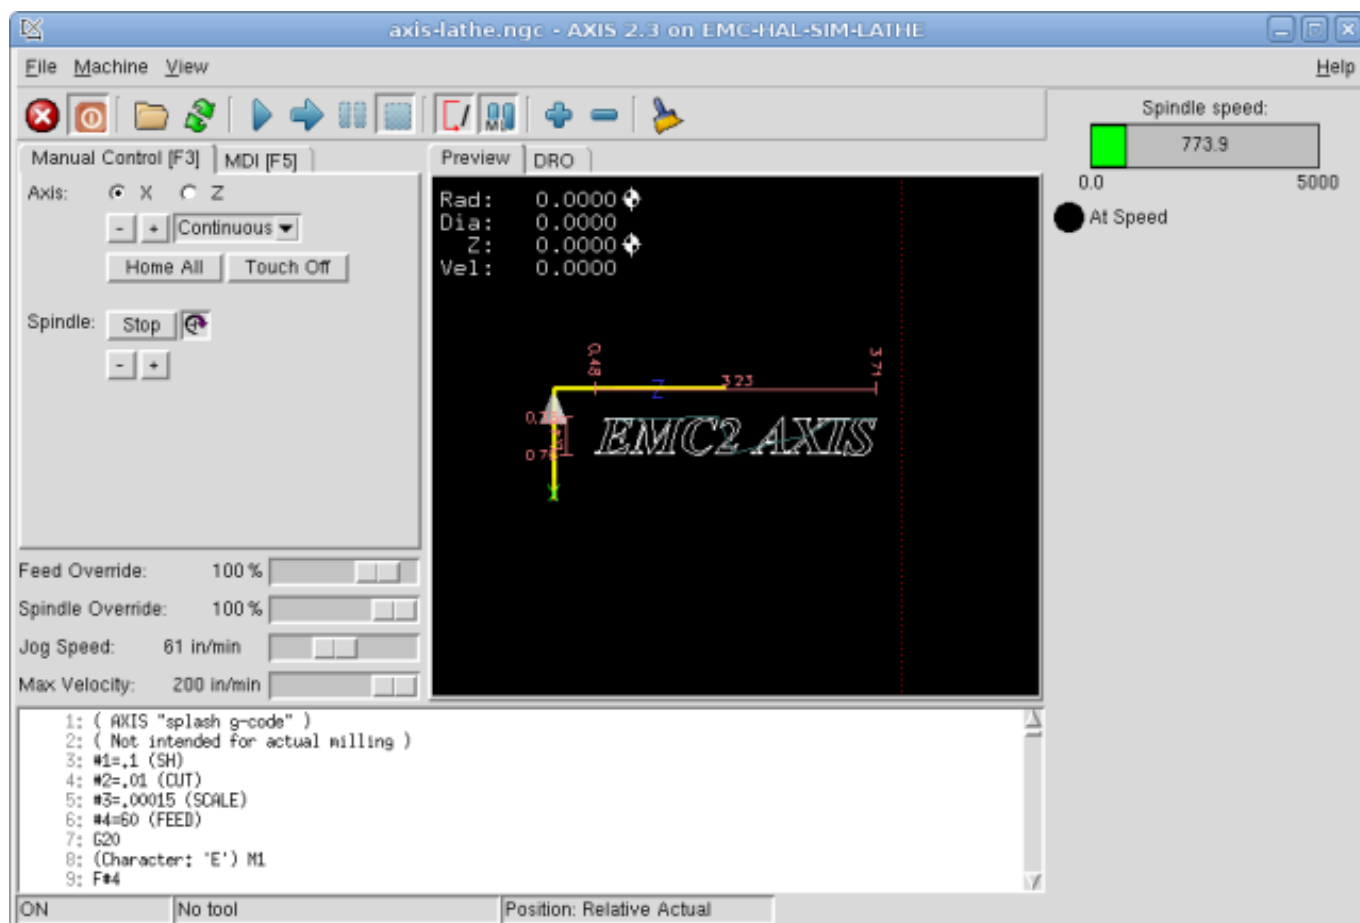 axis-lathe.ngc - AXIS 2.3 on EMC-HAL-SIM-LATHE
File Machine View Help
Manual Control [F3] MDI [F5]
Axis: X Z
- + Continuous
Home All Touch Off
Spindle: Stop
- +
Feed Override: 100 %
Spindle Override: 100 %
Jog Speed: 61 in/min
Max Velocity: 200 in/min
Preview DRO
Rad: 0.0000
Dia: 0.0000
Z: 0.0000
Vel: 0.0000
0.48
3.71
3.23
Z
EMC2 AXIS
X
Spindle speed:
773.9
0.0 5000
At Speed
1: ( AXIS "splash g-code" )
2: ( Not intended for actual milling )
3: #1=.1 (SH)
4: #2=.01 (CUT)
5: #3=.00015 (SCALE)
6: #4=60 (FEED)
7: G20
8: (Character: 'E') M1
9: F#4
ON No tool Position: Relative Actual